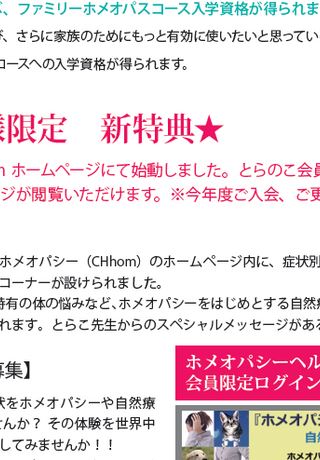 、ファミリーホメオパスコース入学資格が得られま
、さらに家族のためにもっと有効に使いたいと思ってい
コースへの入学資格が得られます。
限定 新特典★
ホームページにて始動しました。とらのこ会員
ジが閲覧いただけます。※今年度ご入会、ご更
ホメオパシー（CHhom）のホームページ内に、症状別
コーナーが設けられました。
特有の体の悩みなど、ホメオパシーをはじめとする自然療
れます。とらこ先生からのスペシャルメッセージがある
募集】
状をホメオパシーや自然療
せんか？ その体験を世界中
してみませんか！！
ホメオパシーヘル
会員限定ログイン
『ホメオパシ
自然